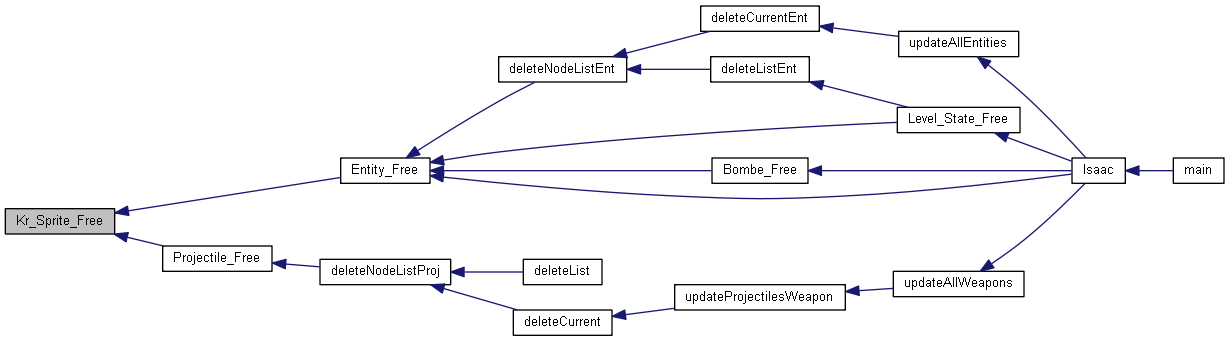 deleteCurrentEnt
updateAllEntities
deleteNodeListEnt
deleteListEnt
Level_State_Free
Entity_Free
Bombe_Free
Isaac
main
Kr_Sprite_Free
Projectile_Free
deleteNodeListProj
deleteList
updateAllWeapons
updateProjectilesWeapon
deleteCurrent